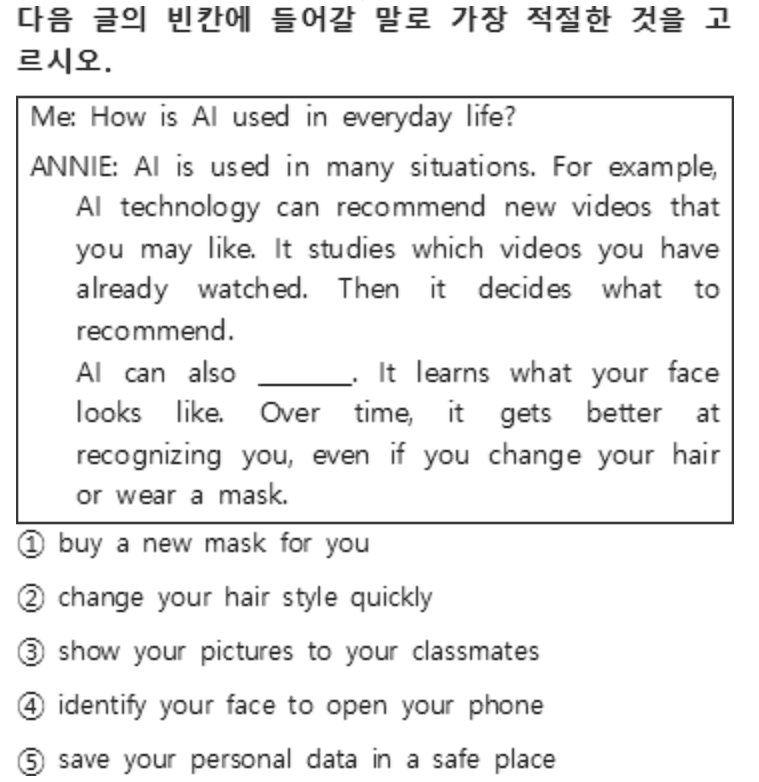 다음 글의 빈칸에 들어갈 말로 가장 적절한 것을 고
르시오.
Me: How is AI used in everyday life?
ANNIE: AI is used in many situations. For example,
AI technology can recommend new videos that
you may like. It studies which videos you have
already watched. Then it decides what to
recommend.
AI can also ______. It learns what your face
looks like. Over time, it gets better at
recognizing you, even if you change your hair
or wear a mask.
① buy a new mask for you
② change your hair style quickly
③ show your pictures to your classmates
④ identify your face to open your phone
⑤ save your personal data in a safe place